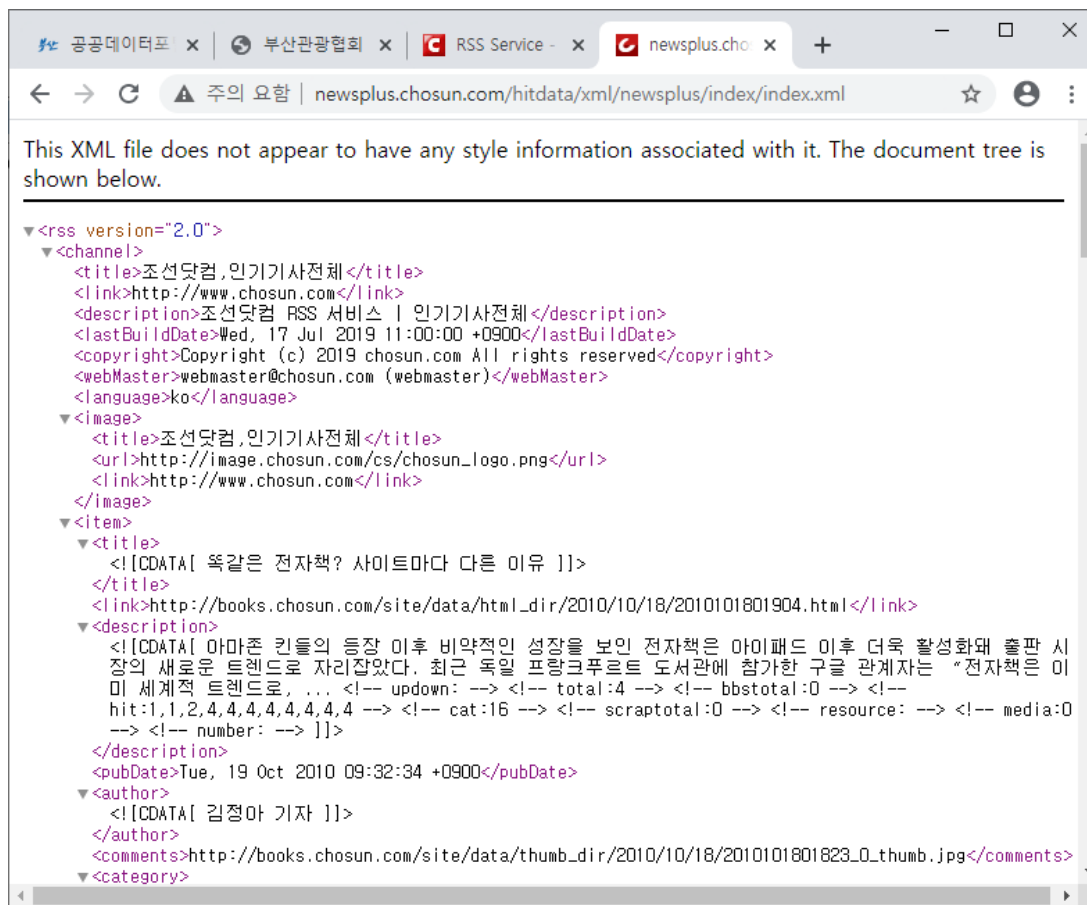 공공데이터포
부산관광협회
RSS Service -
newsplus.cho
주의 요함 | newsplus.chosun.com/hitdata/xml/newsplus/index/index.xml
This XML file does not appear to have any style information associated with it. The document tree is
shown below.
▼<rss version="2.0">
▼<channel>
<title>조선닷컴,인기기사전체</title>
<link>http://www.chosun.com</link>
<description>조선닷컴 RSS 서비스 | 인기기사전체</description>
<lastBuildDate>Wed, 17 Jul 2019 11:00:00 +0900</lastBuildDate>
<copyright>Copyright (c) 2019 chosun.com All rights reserved</copyright>
<webMaster>webmaster@chosun.com (webmaster)</webMaster>
<language>ko</language>
▼<image>
<title>조선닷컴,인기기사전체</title>
<url>http://image.chosun.com/cs/chosun_logo.png</url>
<link>http://www.chosun.com</link>
</image>
▼<item>
▼<title>
<![CDATA[ 똑같은 전자책? 사이트마다 다른 이유 ]]>
</title>
<link>http://books.chosun.com/site/data/html_dir/2010/10/18/2010101801904.html</link>
▼<description>
<![CDATA[ 아마존 킨들의 등장 이후 비약적인 성장을 보인 전자책은 아이패드 이후 더욱 활성화돼 출판 시
장의 새로운 트렌드로 자리잡았다. 최근 독일 프랑크푸르트 도서관에 참가한 구글 관계자는 “전자책은 이
미 세계적 트렌드로, ... <!-- updown: --> <!-- total:4 --> <!-- bbstotal:0 --> <!--
hit:1,1,2,4,4,4,4,4,4,4,4 --> <!-- cat:16 --> <!-- scraptotal:0 --> <!-- resource: --> <!-- media:0
--> <!-- number: --> ]]>
</description>
<pubDate>Tue, 19 Oct 2010 09:32:34 +0900</pubDate>
▼<author>
<![CDATA[ 김정아 기자 ]]>
</author>
<comments>http://books.chosun.com/site/data/thumb_dir/2010/10/18/2010101801823_0_thumb.jpg</comments>
▼<category>